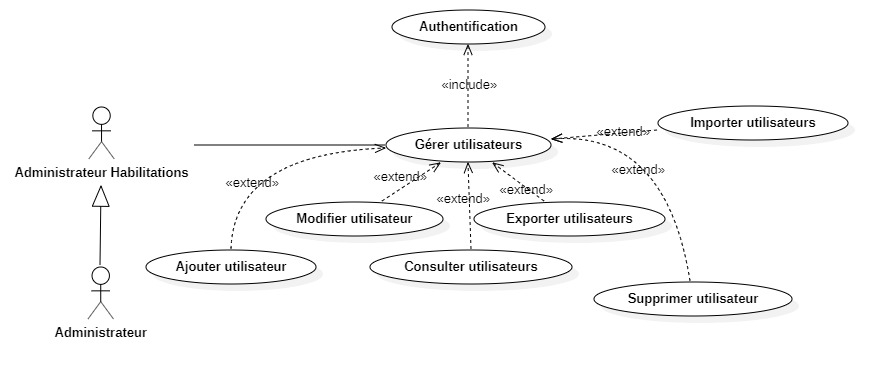 Authentification
«include»
Importer utilisateurs
«extend»
Gérer utilisateurs
Administrateur Habilitations
«extend»
«extend»
«extend»
«extend»
«extend»
Modifier utilisateur
Exporter utilisateurs
Ajouter utilisateur
Consulter utilisateurs
Supprimer utilisateur
Administrateur